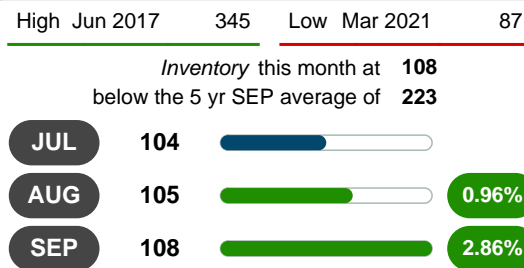 High Jun 2017 345 Low Mar 2021 87
Inventory this month at 108
below the 5 yr SEP average of 223
JUL 104
AUG 105 0.96%
SEP 108 2.86%